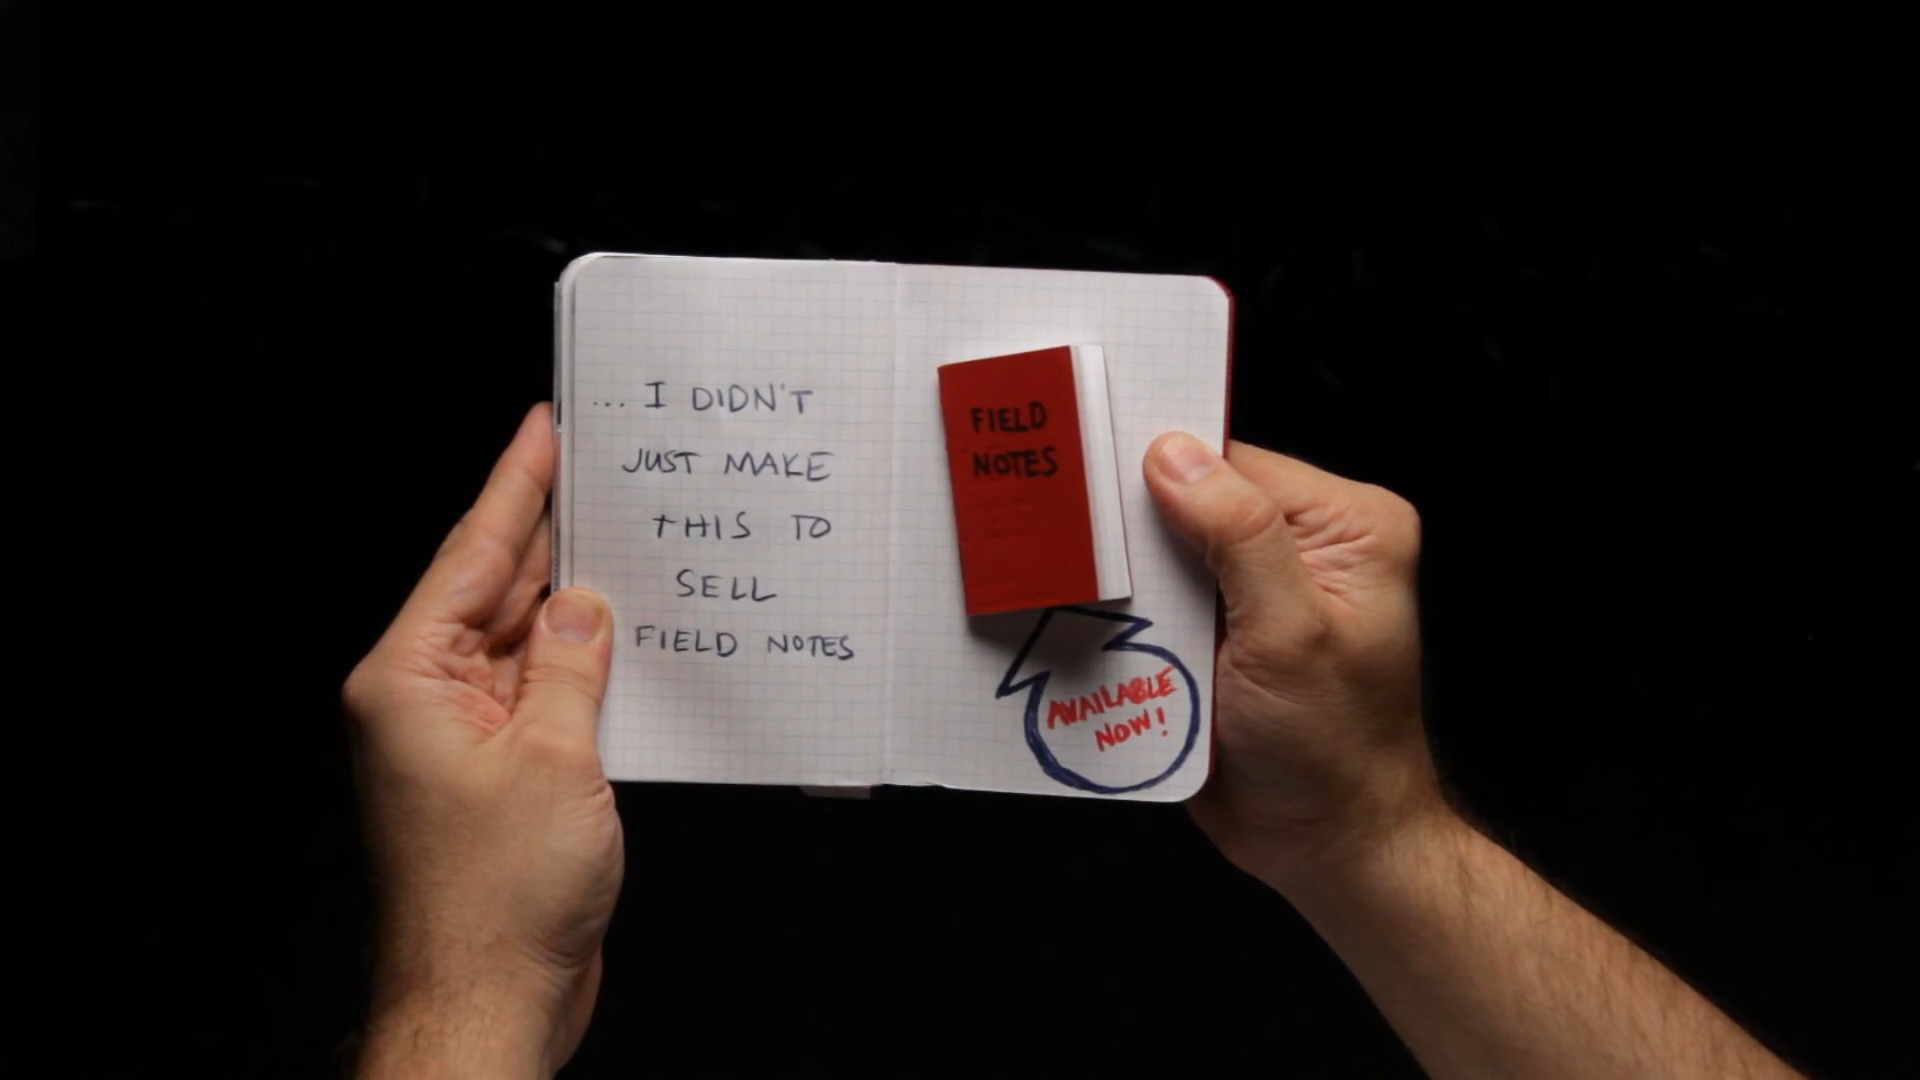 ... I DIDN'T
JUST MAKE
THIS TO
SELL
FIELD NOTES
FIELD
NOTES
AVAILABLE
NOW!